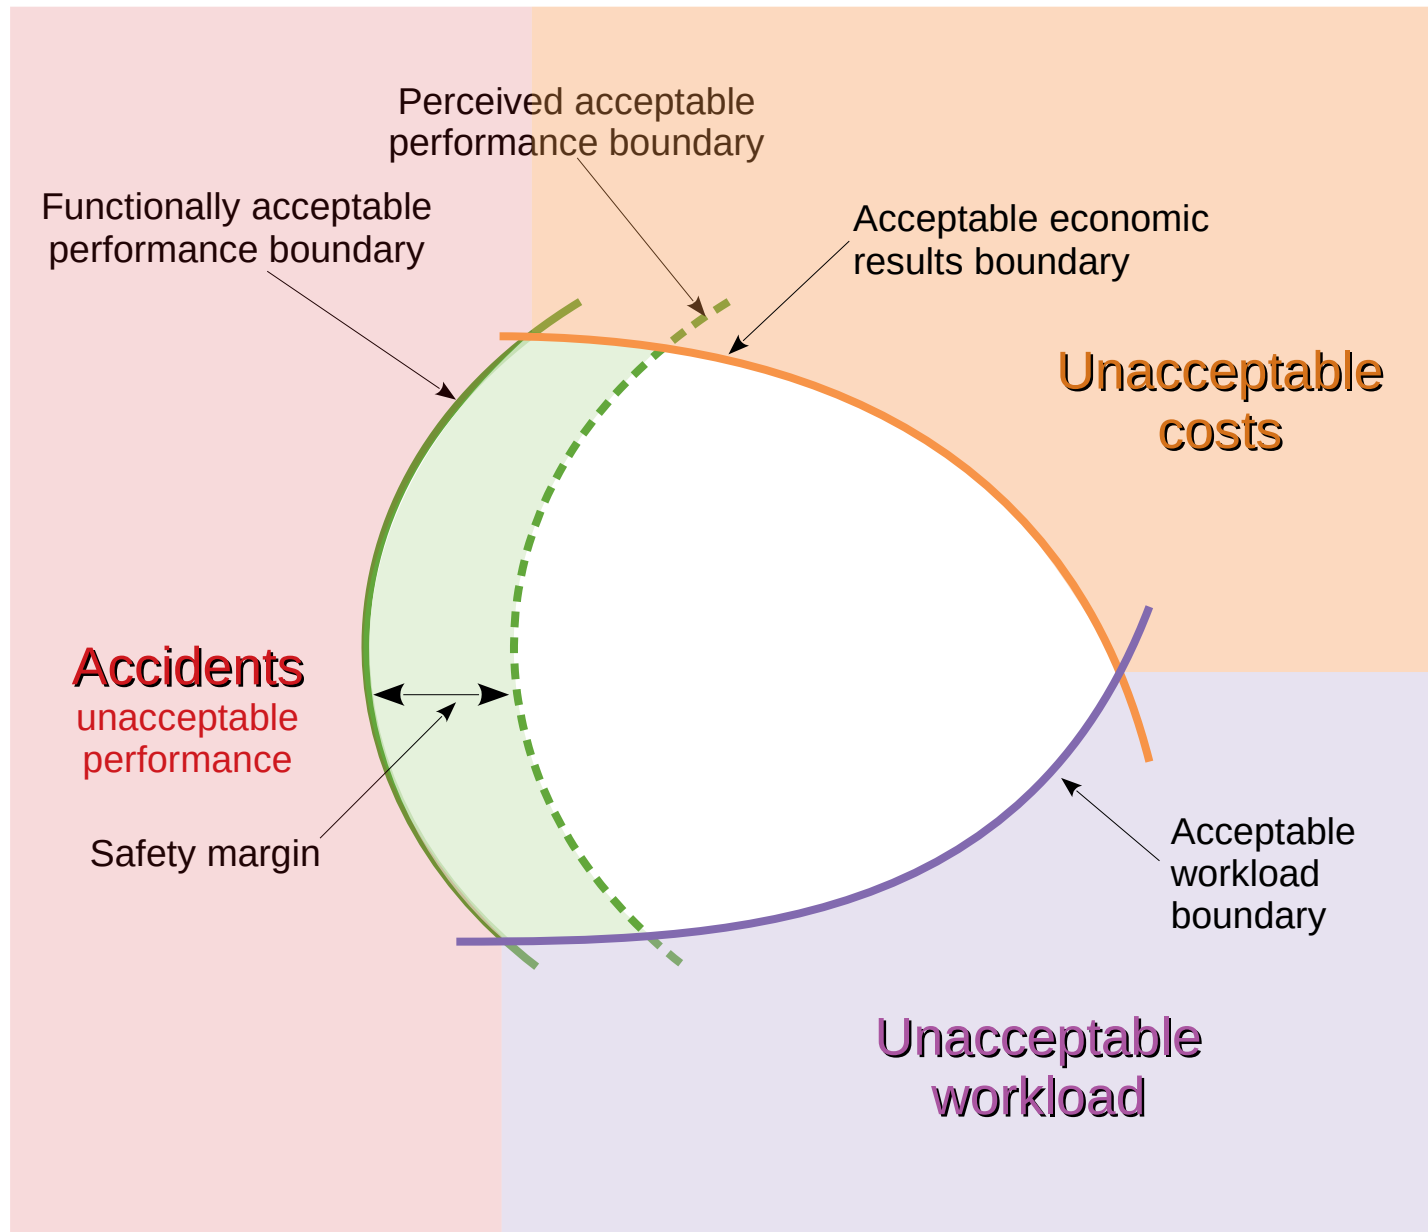 Perceived acceptable
performance boundary
Functionally acceptable
performance boundary
Acceptable economic
results boundary
Unacceptable
costs
Accidents
unacceptable
performance
Safety margin
Acceptable
workload
boundary
Unacceptable
workload